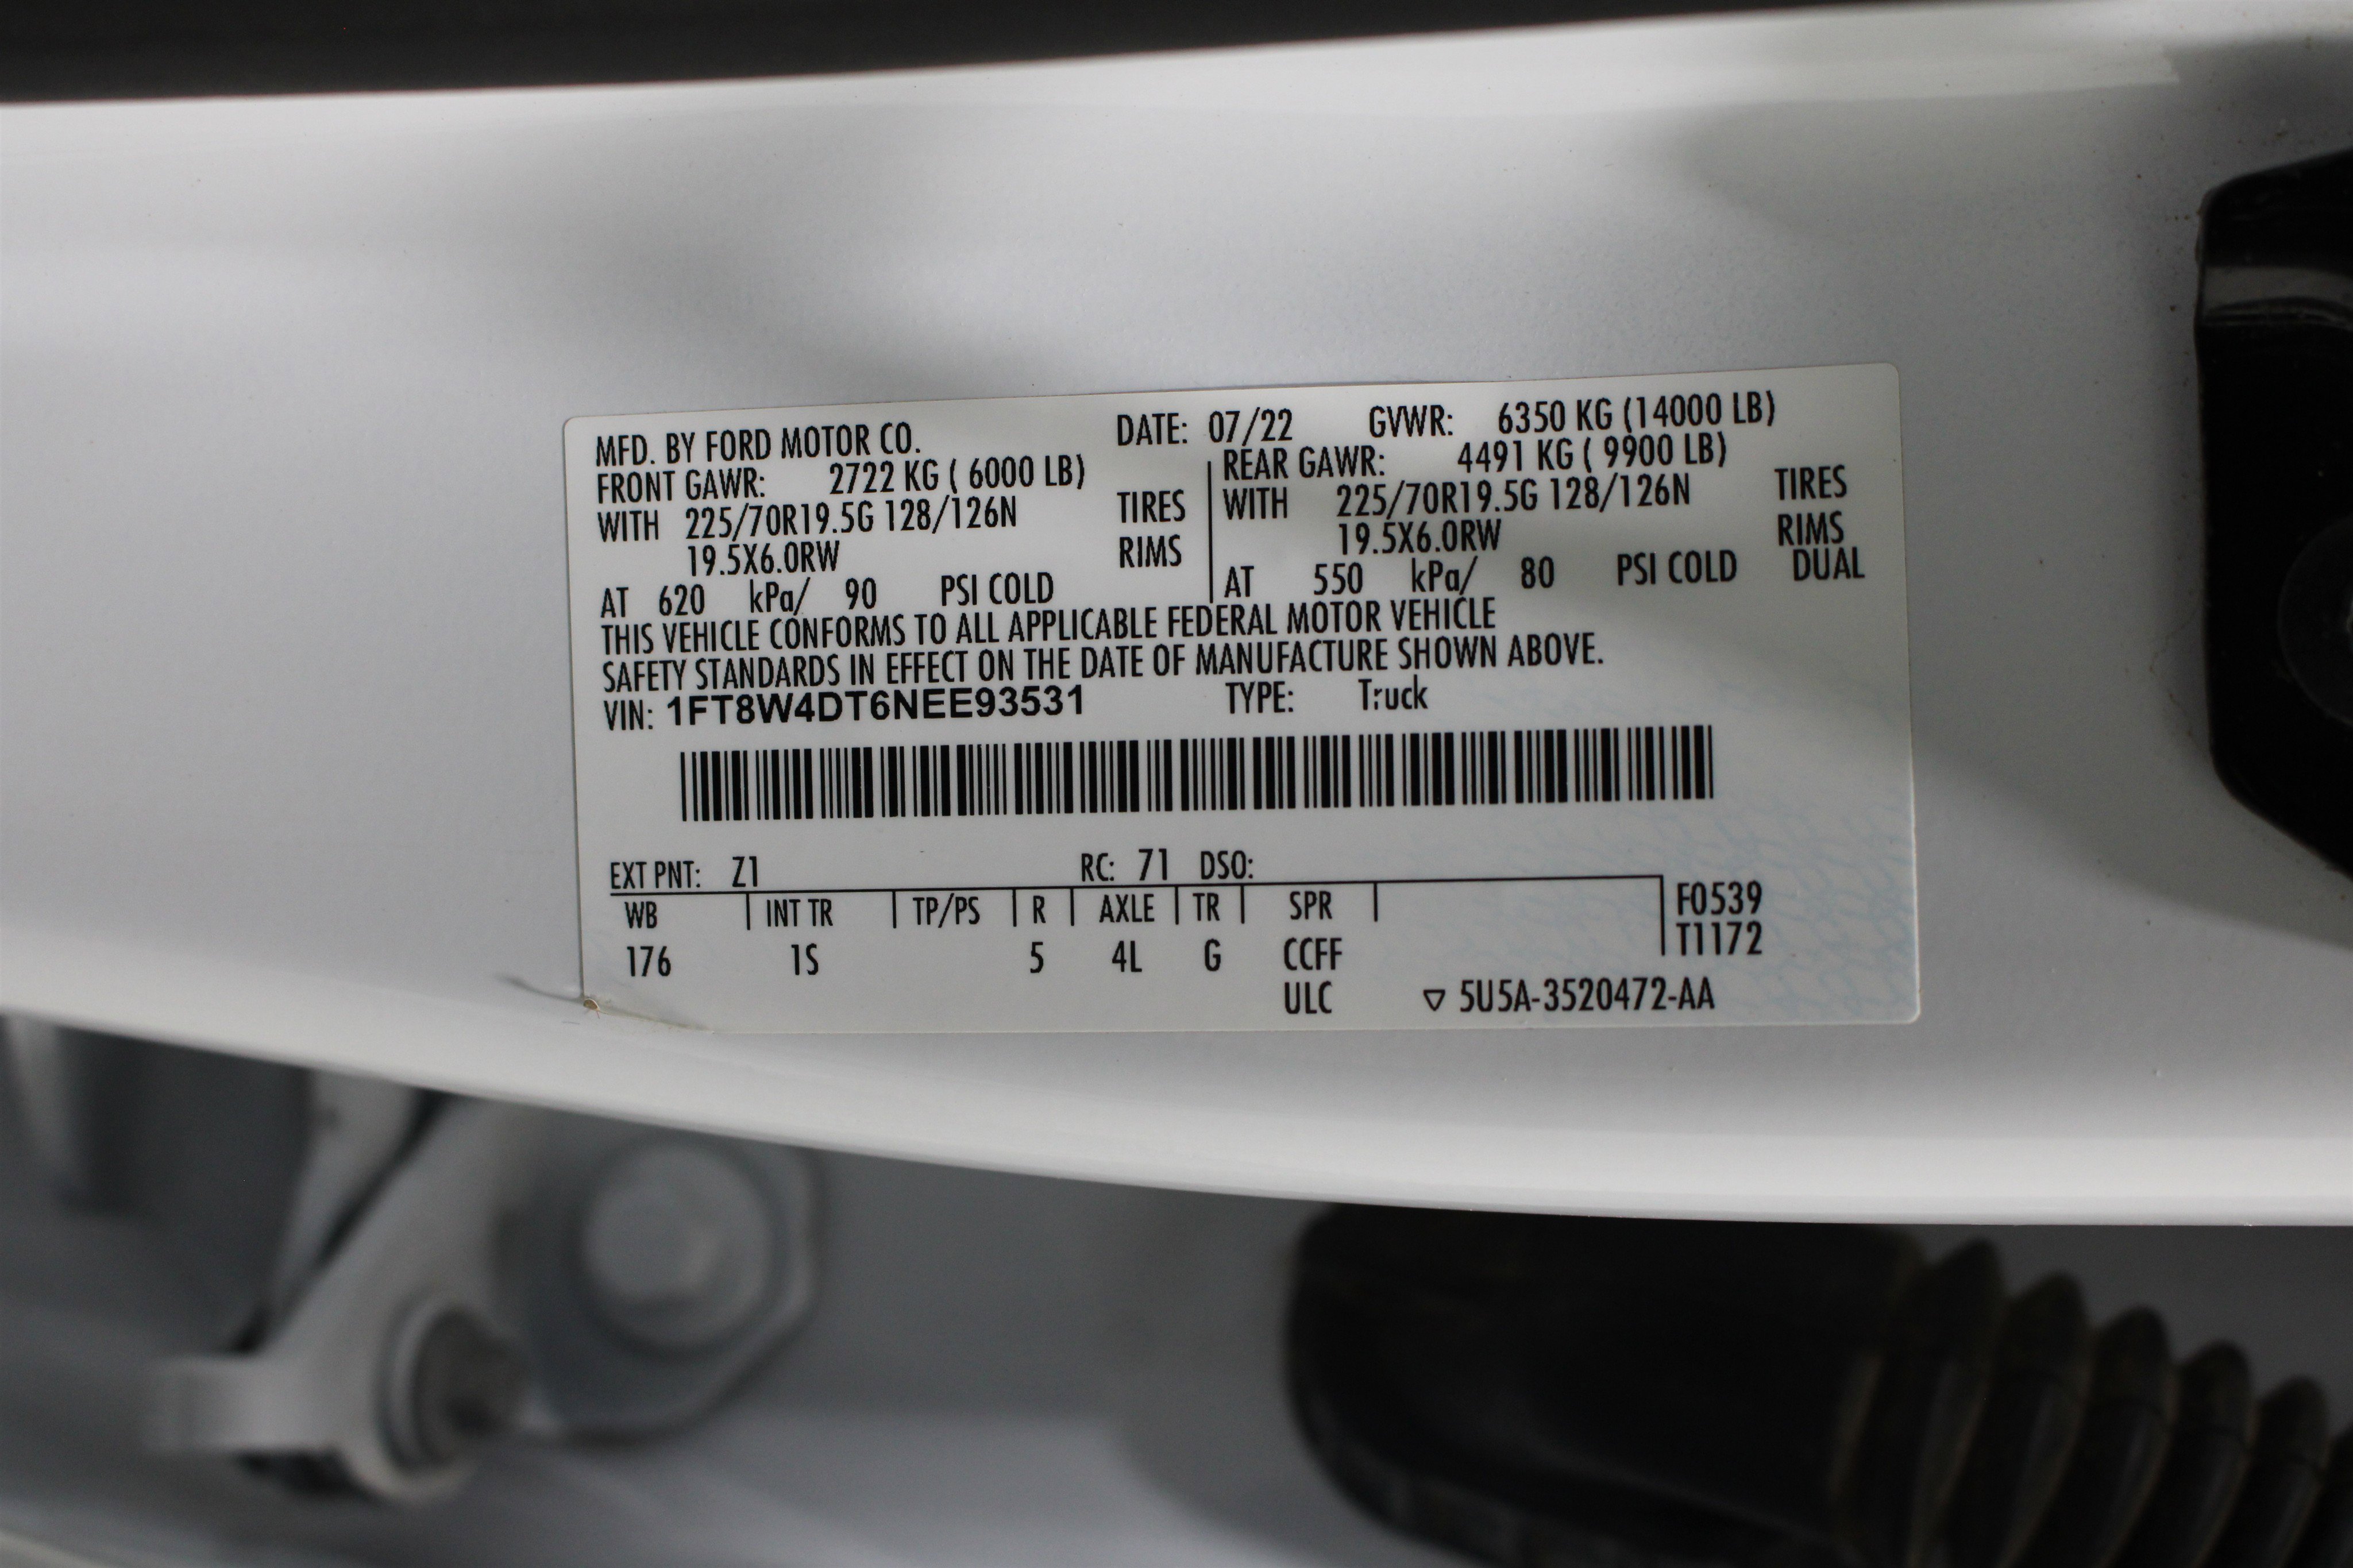 MFD. BY FORD MOTOR CO. DATE: 07/22 GVWR: 6350 KG (14000 LB)
FRONT GAWR: 2722 KG ( 6000 LB) REAR GAWR: 4491 KG ( 9900 LB)
WITH 225/70R19.5G 128/126N TIRES WITH 225/70R19.5G 128/126N TIRES
19.5X6.0RW RIMS 19.5X6.0RW RIMS
AT 620 kPa/ 90 PSI COLD AT 550 kPa/ 80 PSI COLD DUAL
THIS VEHICLE CONFORMS TO ALL APPLICABLE FEDERAL MOTOR VEHICLE
SAFETY STANDARDS IN EFFECT ON THE DATE OF MANUFACTURE SHOWN ABOVE.
VIN: 1FT8W4DT6NEE93531 TYPE: Truck
EXT PNT: Z1 RC: 71 DSO:
WB INT TR TP/PS R AXLE TR SPR F0539
T1172
176 1S 5 4L G CCFF
ULC ▽ 5U5A-3520472-AA